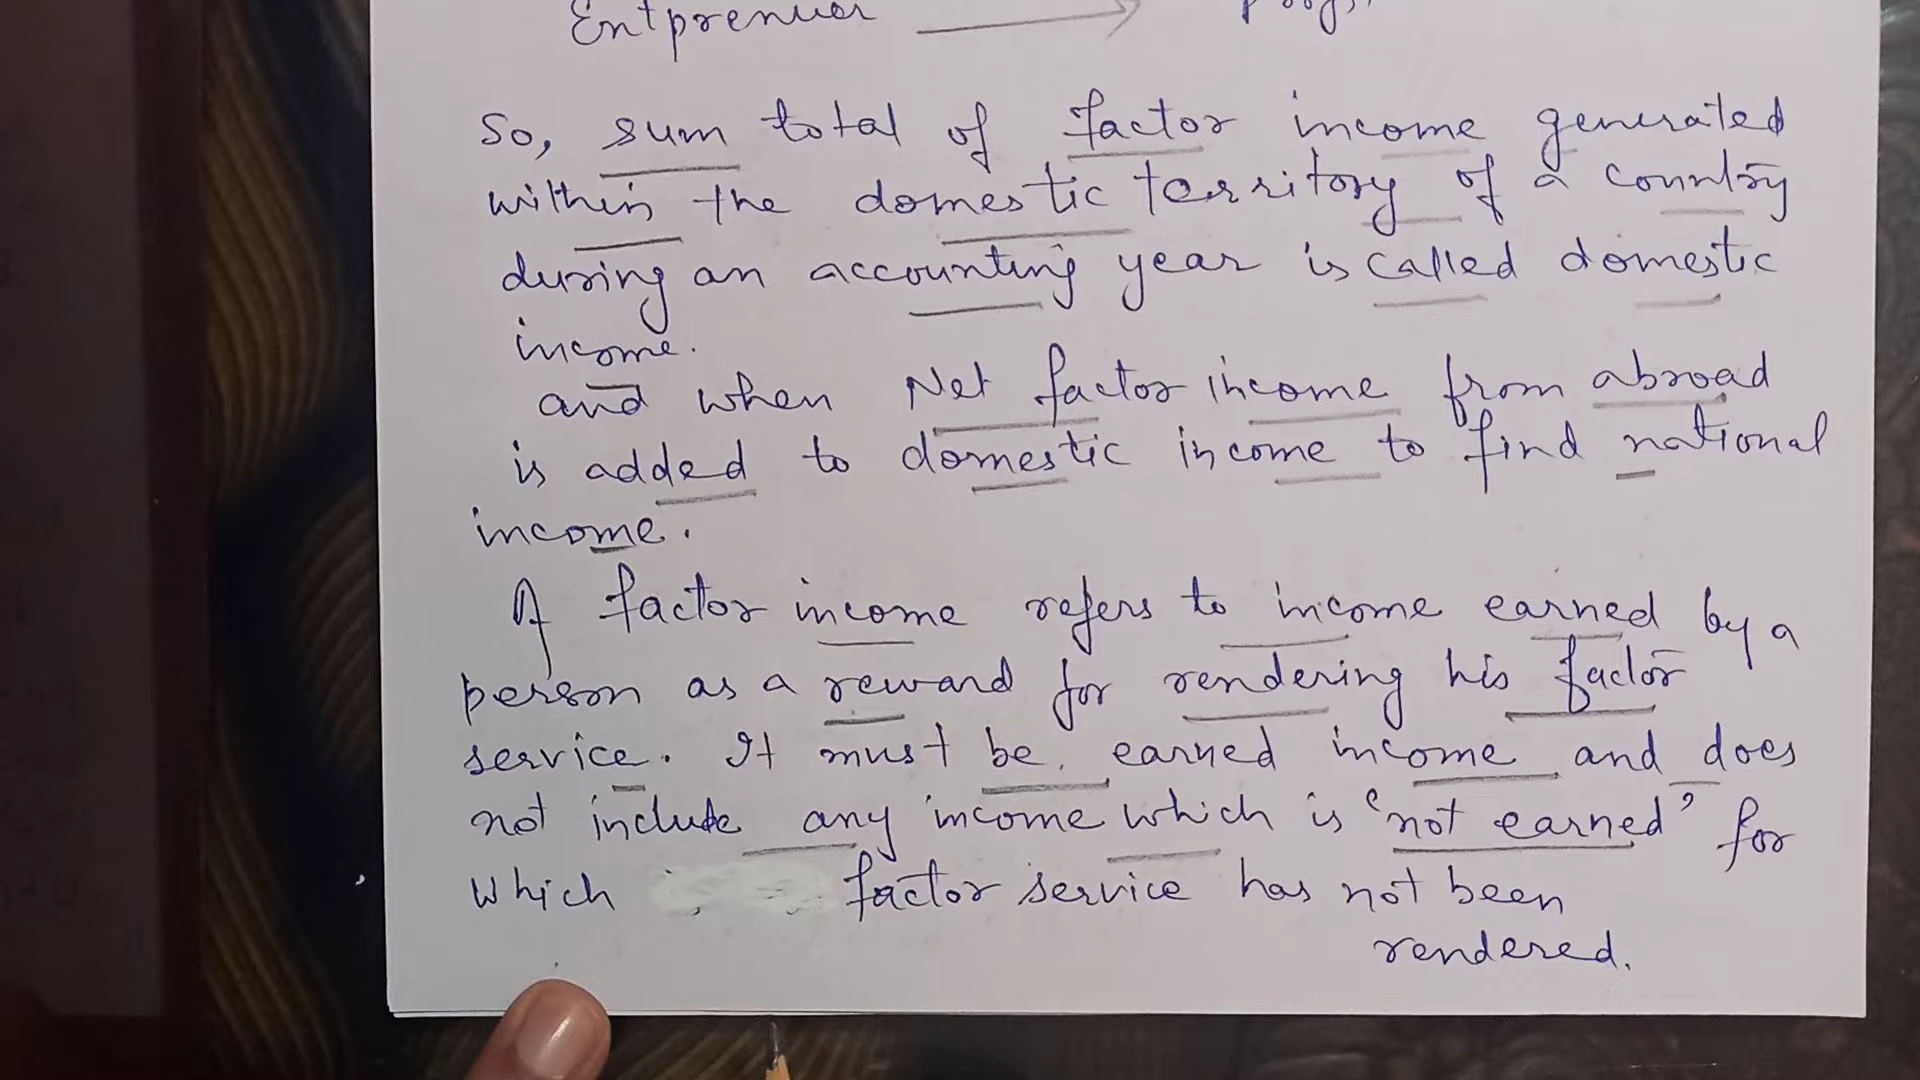 Entprenuer →
So, sum total of factor income generated
within the domestic territory of a country
during an accounting year is called domestic
income.
and when Net factor income from abroad
is added to domestic income to find national
income.
A factor income refers to income earned by a
person as a reward for rendering his factor
service. It must be earned income and does
not include any income which is 'not earned' for
which factor service has not been
rendered.